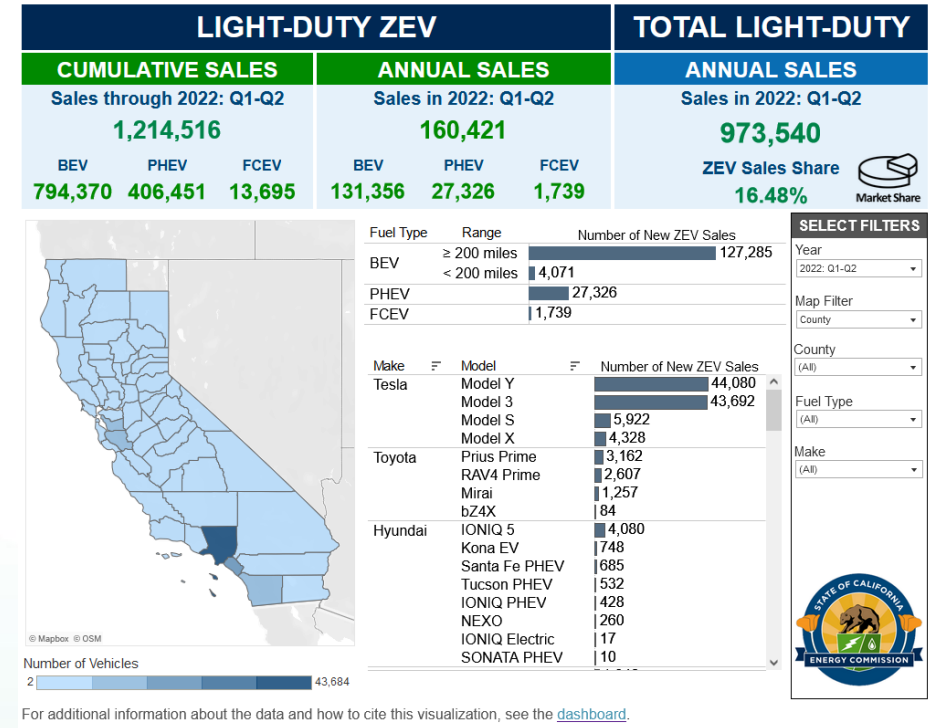 LIGHT-DUTY ZEV
TOTAL LIGHT-DUTY
CUMULATIVE SALES
ANNUAL SALES
ANNUAL SALES
Sales through 2022: Q1-Q2
Sales in 2022: Q1-Q2
Sales in 2022: Q1-Q2
1,214,516
160,421
973,540
BEV PHEV FCEV
794,370 406,451 13,695
BEV PHEV FCEV
131,356 27,326 1,739
ZEV Sales Share
16.48%
Market Share
Fuel Type Range Number of New ZEV Sales
BEV ≥ 200 miles 127,285
< 200 miles 4,071
PHEV 27,326
FCEV 1,739
Make Model Number of New ZEV Sales
Tesla Model Y 44,080
Model 3 43,692
Model S 5,922
Model X 4,328
Toyota Prius Prime 3,162
RAV4 Prime 2,607
Mirai 1,257
bZ4X 84
Hyundai IONIQ 5 4,080
Kona EV 748
Santa Fe PHEV 685
Tucson PHEV 532
IONIQ PHEV 428
NEXO 260
IONIQ Electric 17
SONATA PHEV 10
SELECT FILTERS
Year
2022: Q1-Q2
Map Filter
County
County
(All)
Fuel Type
(All)
Make
(All)
STATE OF CALIFORNIA
ENERGY COMMISSION
© Mapbox © OSM
Number of Vehicles
2 43,684
For additional information about the data and how to cite this visualization, see the dashboard.